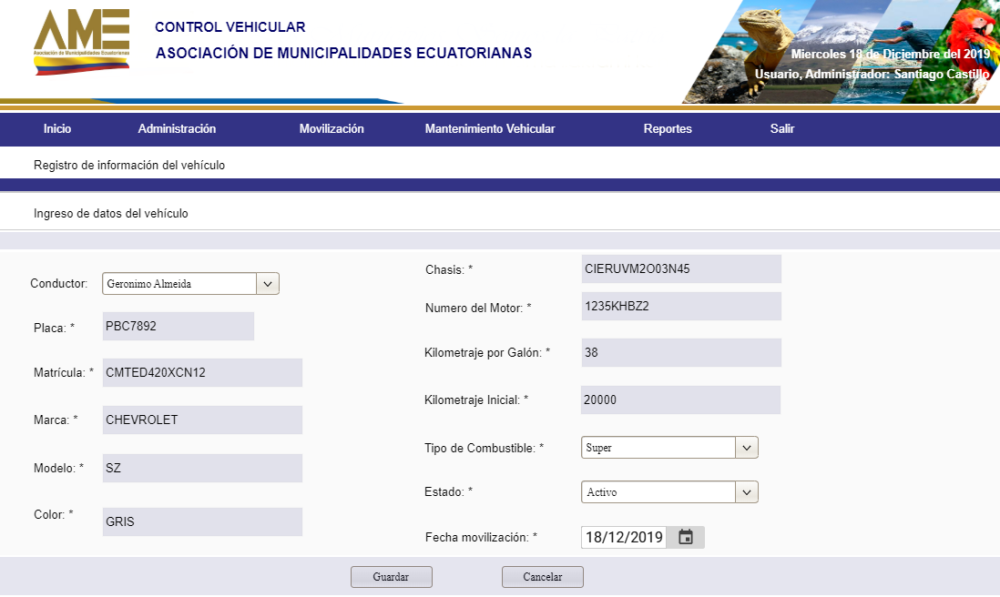 AME
Asociación de Municipalidades Ecuatorianas
CONTROL VEHICULAR
ASOCIACIÓN DE MUNICIPALIDADES ECUATORIANAS
Miercoles 18 de Diciembre del 2019
Usuario, Administrador: Santiago Castillo
Inicio Administración Movilización Mantenimiento Vehicular Reportes Salir
Registro de información del vehículo
Ingreso de datos del vehículo
Conductor: Geronimo Almeida
Placa: * PBC7892
Matrícula: * CMTED420XCN12
Marca: * CHEVROLET
Modelo: * SZ
Color: * GRIS
Chasis: * CIERUVM2O03N45
Numero del Motor: * 1235KHBZ2
Kilometraje por Galón: * 38
Kilometraje Inicial: * 20000
Tipo de Combustible: * Super
Estado: * Activo
Fecha movilización: * 18/12/2019
Guardar Cancelar